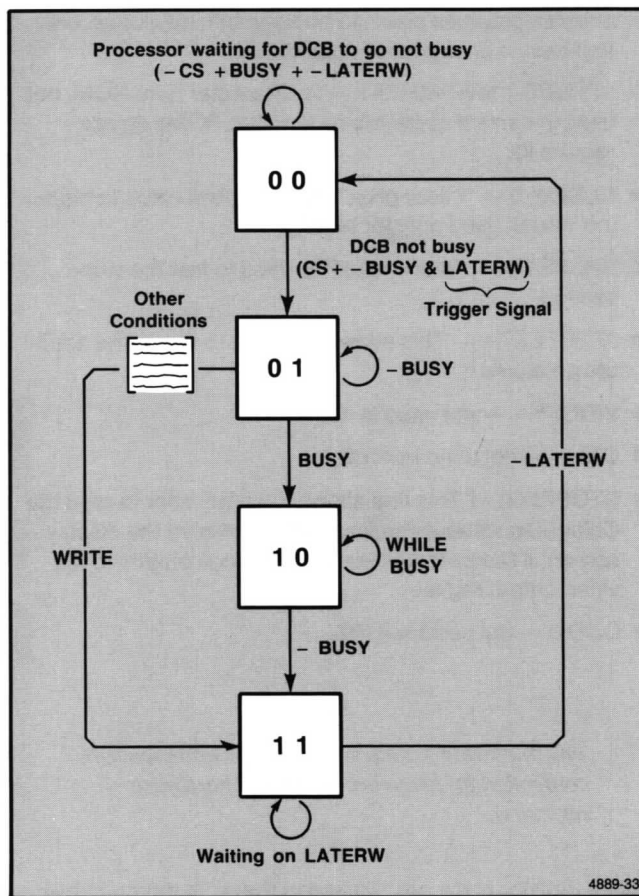 Processor waiting for DCB to go not busy
(– CS + BUSY + – LATERW)
0 0
DCB not busy
(CS + – BUSY & LATERW)
Trigger Signal
Other
Conditions
0 1
– BUSY
BUSY
– LATERW
WRITE
1 0
WHILE
BUSY
– BUSY
1 1
Waiting on LATERW
4889-33